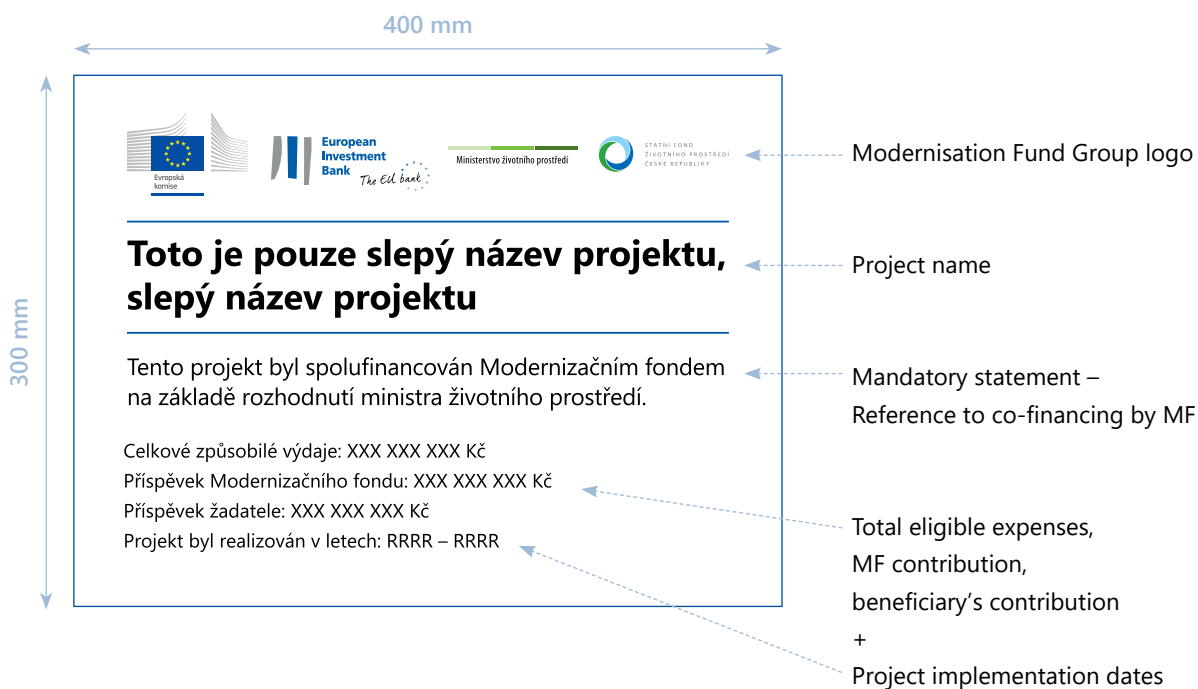 400 mm
300 mm
Evropská
komise
European
Investment
Bank
The EU bank
Ministerstvo životního prostředí
STÁTNÍ FOND
ŽIVOTNÍHO PROSTŘEDÍ
ČESKÉ REPUBLIKY
Modernisation Fund Group logo
Toto je pouze slepý název projektu,
slepý název projektu
Project name
Tento projekt byl spolufinancován Modernizačním fondem
na základě rozhodnutí ministra životního prostředí.
Mandatory statement –
Reference to co-financing by MF
Celkové způsobilé výdaje: XXX XXX XXX Kč
Příspěvek Modernizačního fondu: XXX XXX XXX Kč
Příspěvek žadatele: XXX XXX XXX Kč
Projekt byl realizován v letech: RRRR – RRRR
Total eligible expenses,
MF contribution,
beneficiary’s contribution
+
Project implementation dates